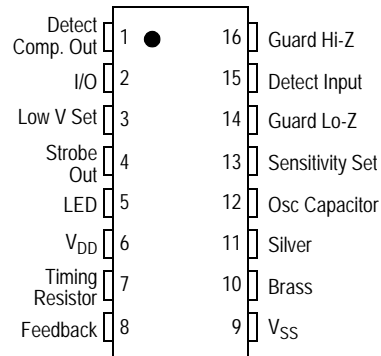 Detect
Comp. Out 1 16 Guard Hi-Z
I/O 2 15 Detect Input
Low V Set 3 14 Guard Lo-Z
Strobe
Out 4 13 Sensitivity Set
LED 5 12 Osc Capacitor
VDD 6 11 Silver
Timing
Resistor 7 10 Brass
Feedback 8 9 VSS